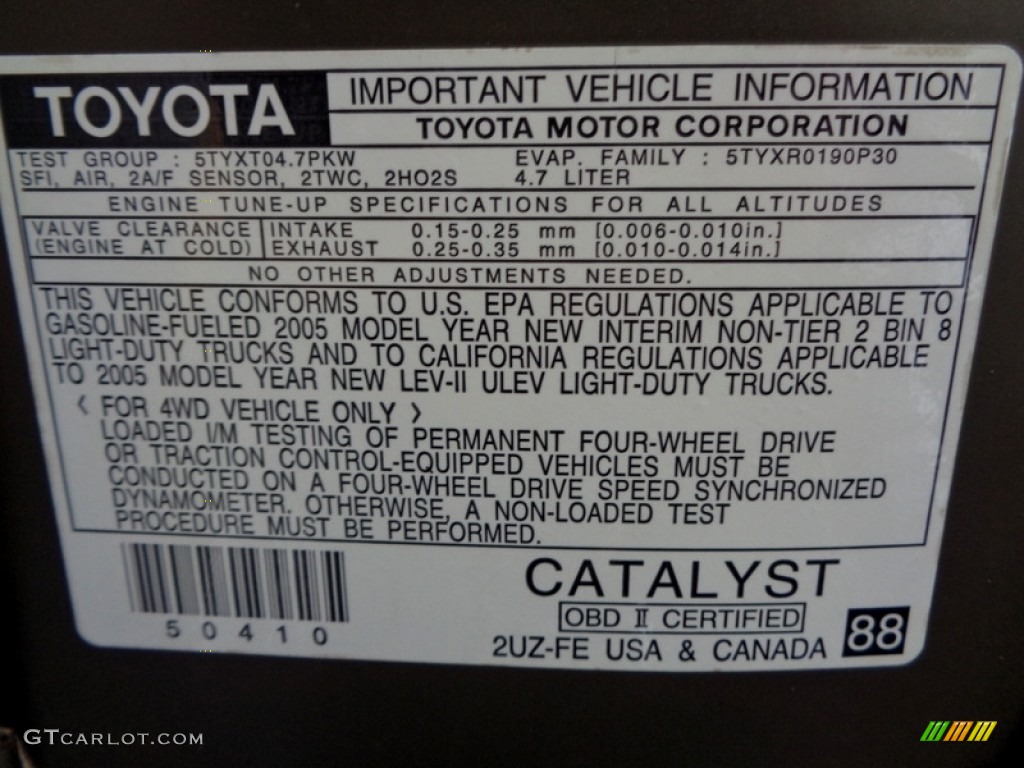 TOYOTA
IMPORTANT VEHICLE INFORMATION
TOYOTA MOTOR CORPORATION
TEST GROUP : 5TYXT04.7PKW EVAP. FAMILY : 5TYXR0190P30
SFI, AIR, 2A/F SENSOR, 2TWC, 2HO2S 4.7 LITER
ENGINE TUNE-UP SPECIFICATIONS FOR ALL ALTITUDES
VALVE CLEARANCE INTAKE 0.15-0.25 mm [0.006-0.010in.]
(ENGINE AT COLD) EXHAUST 0.25-0.35 mm [0.010-0.014in.]
NO OTHER ADJUSTMENTS NEEDED.
THIS VEHICLE CONFORMS TO U.S. EPA REGULATIONS APPLICABLE TO
GASOLINE-FUELED 2005 MODEL YEAR NEW INTERIM NON-TIER 2 BIN 8
LIGHT-DUTY TRUCKS AND TO CALIFORNIA REGULATIONS APPLICABLE
TO 2005 MODEL YEAR NEW LEV-II ULEV LIGHT-DUTY TRUCKS.
〈 FOR 4WD VEHICLE ONLY 〉
LOADED I/M TESTING OF PERMANENT FOUR-WHEEL DRIVE
OR TRACTION CONTROL-EQUIPPED VEHICLES MUST BE
CONDUCTED ON A FOUR-WHEEL DRIVE SPEED SYNCHRONIZED
DYNAMOMETER. OTHERWISE, A NON-LOADED TEST
PROCEDURE MUST BE PERFORMED.
CATALYST
OBD Ⅱ CERTIFIED
50410
2UZ-FE USA & CANADA
88
GTCARLOT.COM